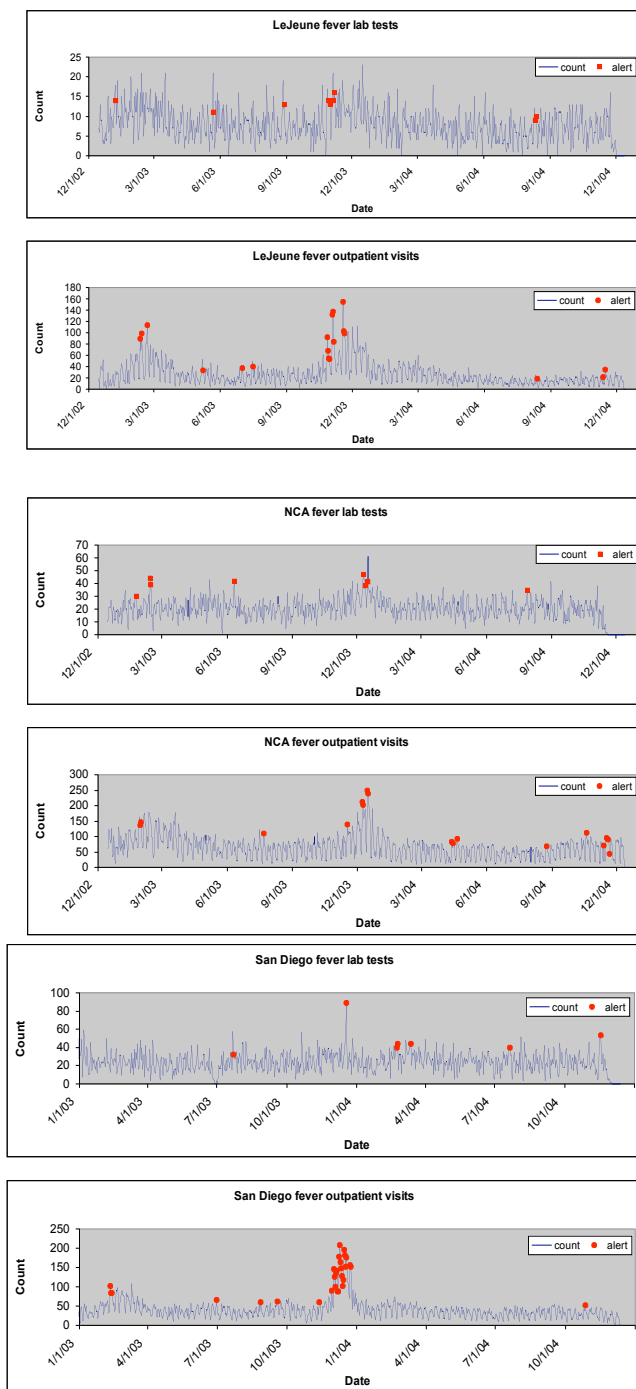 LeJeune fever lab tests
count alert
25
20
15
10
5
0
Count
12/1/02 3/1/03 6/1/03 9/1/03 12/1/03 3/1/04 6/1/04 9/1/04 12/1/04
Date
LeJeune fever outpatient visits
count alert
180
160
140
120
100
80
60
40
20
0
Count
12/1/02 3/1/03 6/1/03 9/1/03 12/1/03 3/1/04 6/1/04 9/1/04 12/1/04
Date
NCA fever lab tests
count alert
70
60
50
40
30
20
10
0
Count
12/1/02 3/1/03 6/1/03 9/1/03 12/1/03 3/1/04 6/1/04 9/1/04 12/1/04
Date
NCA fever outpatient visits
count alert
300
250
200
150
100
50
0
Count
12/1/02 3/1/03 6/1/03 9/1/03 12/1/03 3/1/04 6/1/04 9/1/04 12/1/04
Date
San Diego fever lab tests
count alert
100
80
60
40
20
0
Count
1/1/03 4/1/03 7/1/03 10/1/03 1/1/04 4/1/04 7/1/04 10/1/04
Date
San Diego fever outpatient visits
count alert
250
200
150
100
50
0
Count
1/1/03 4/1/03 7/1/03 10/1/03 1/1/04 4/1/04 7/1/04 10/1/04
Date